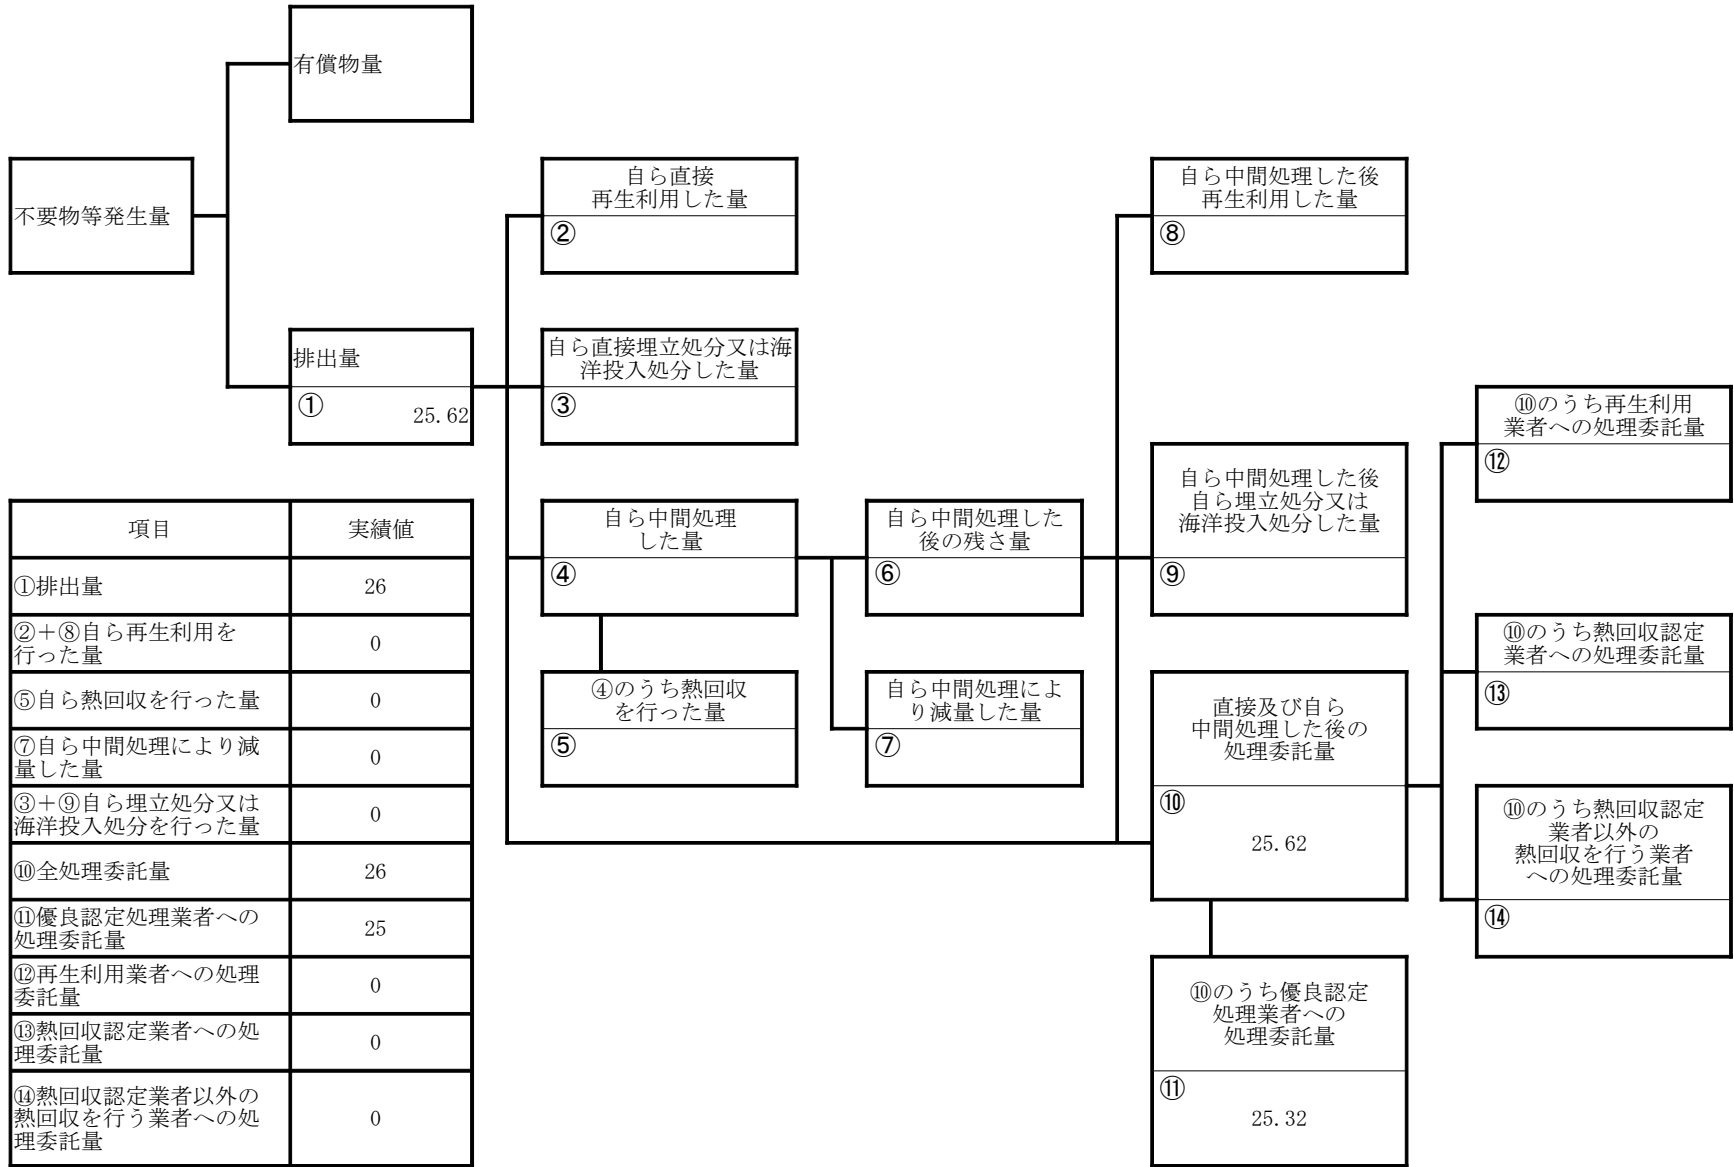 有償物量
不要物等発生量
自ら直接
再生利用した量
②
自ら中間処理した後
再生利用した量
⑧
排出量
①
25.62
自ら直接埋立処分又は海
洋投入処分した量
③
⑩のうち再生利用
業者への処理委託量
⑫
自ら中間処理
した量
④
自ら中間処理した
後の残さ量
⑥
自ら中間処理した後
自ら埋立処分又は
海洋投入処分した量
⑨
④のうち熱回収
を行った量
⑤
自ら中間処理によ
り減量した量
⑦
直接及び自ら
中間処理した後の
処理委託量
⑩
25.62
⑩のうち熱回収認定
業者への処理委託量
⑬
⑩のうち熱回収認定
業者以外の
熱回収を行う業者
への処理委託量
⑭
⑩のうち優良認定
処理業者への
処理委託量
⑪
25.32
項目 実績値
①排出量 26
②+⑧自ら再生利用を
行った量 0
⑤自ら熱回収を行った量 0
⑦自ら中間処理により減
量した量 0
③+⑨自ら埋立処分又は
海洋投入処分を行った量 0
⑩全処理委託量 26
⑪優良認定処理業者への
処理委託量 25
⑫再生利用業者への処理
委託量 0
⑬熱回収認定業者への処
理委託量 0
⑭熱回収認定業者以外の
熱回収を行う業者への処
理委託量 0